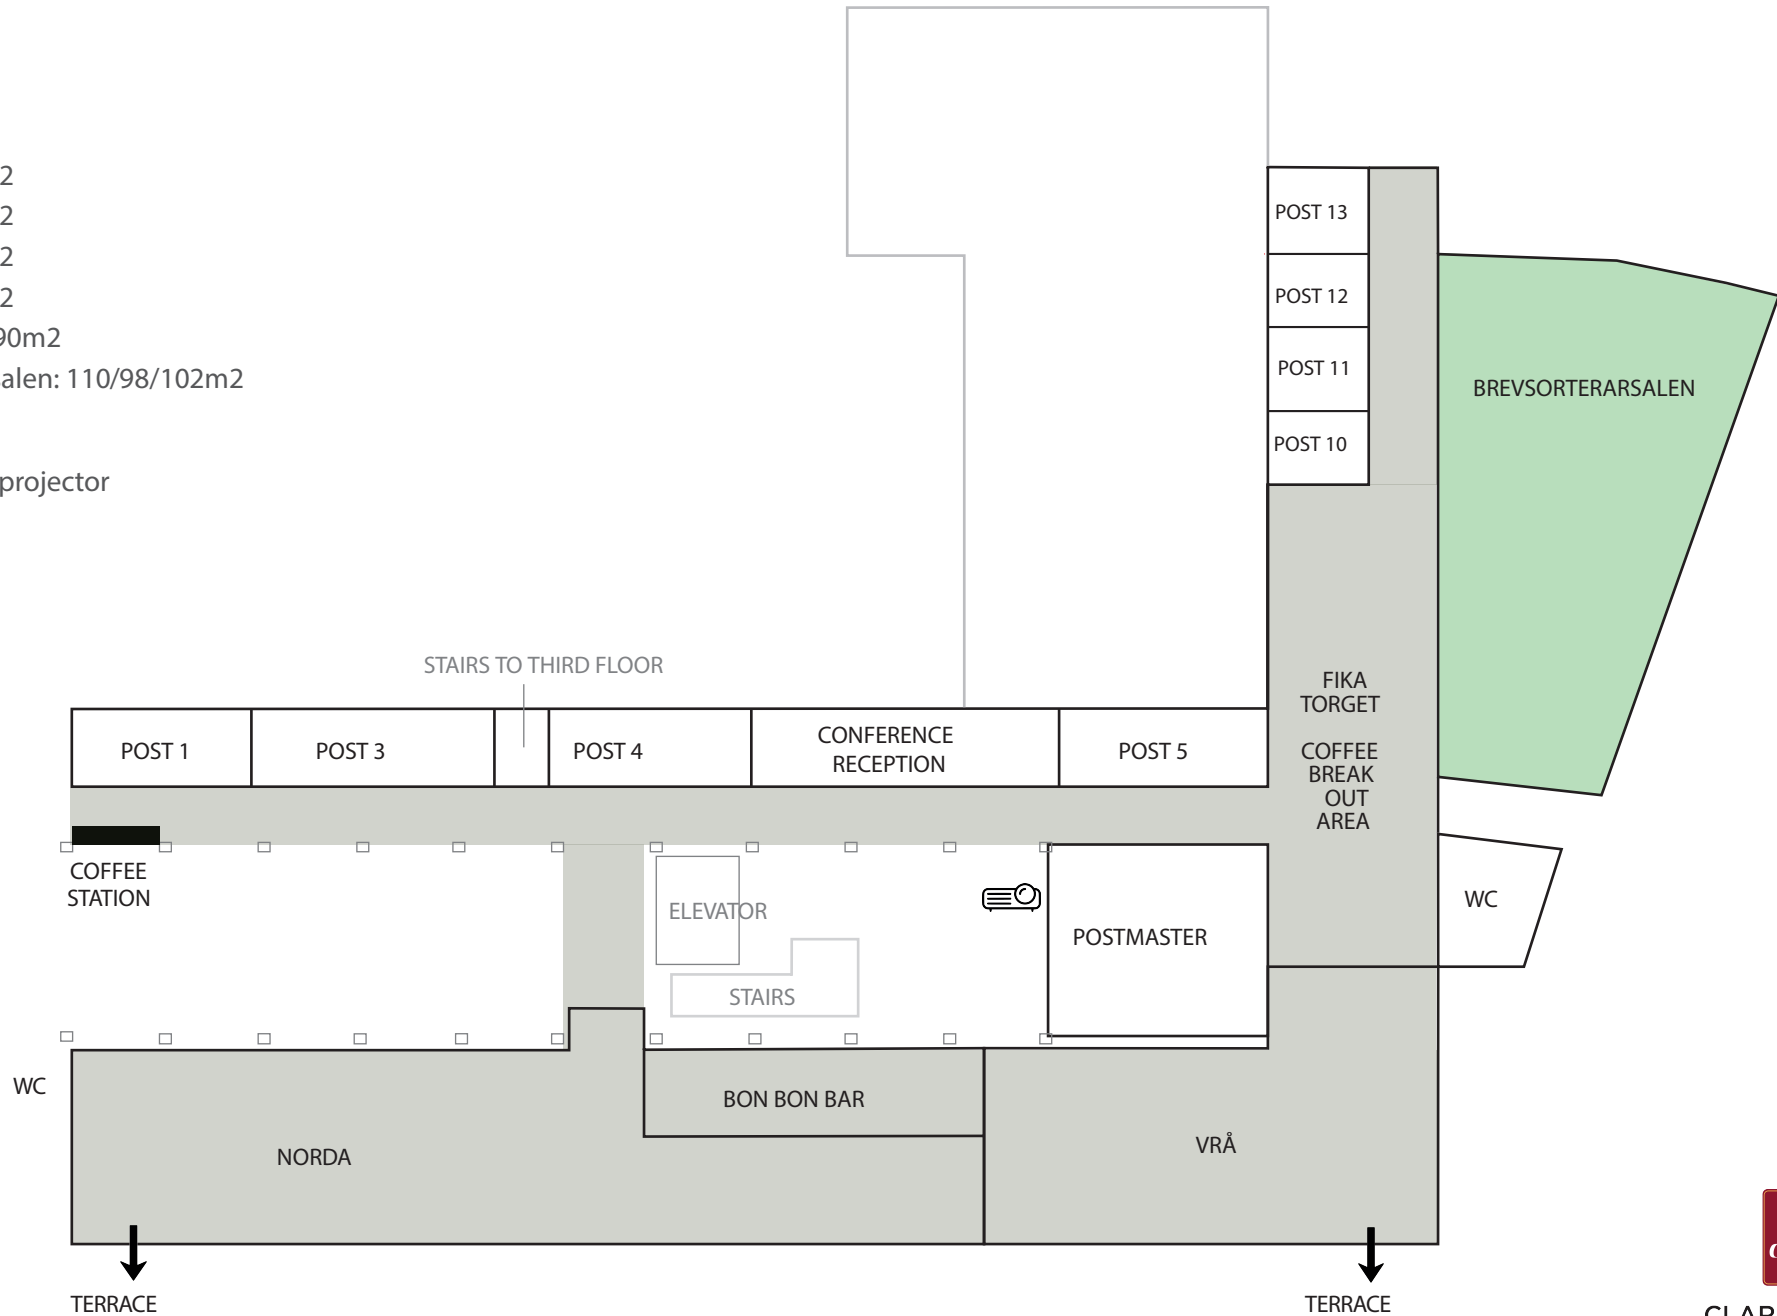 2
2
2
2
90m2
alen: 110/98/102m2
projector
POST 13
POST 12
POST 11
POST 10
BREVSORTERARSALEN
STAIRS TO THIRD FLOOR
FIKA
TORGET
COFFEE
BREAK
OUT
AREA
POST 1
POST 3
POST 4
CONFERENCE
RECEPTION
POST 5
COFFEE
STATION
ELEVATOR
STAIRS
POSTMASTER
WC
WC
BON BON BAR
NORDA
VRÅ
TERRACE
TERRACE